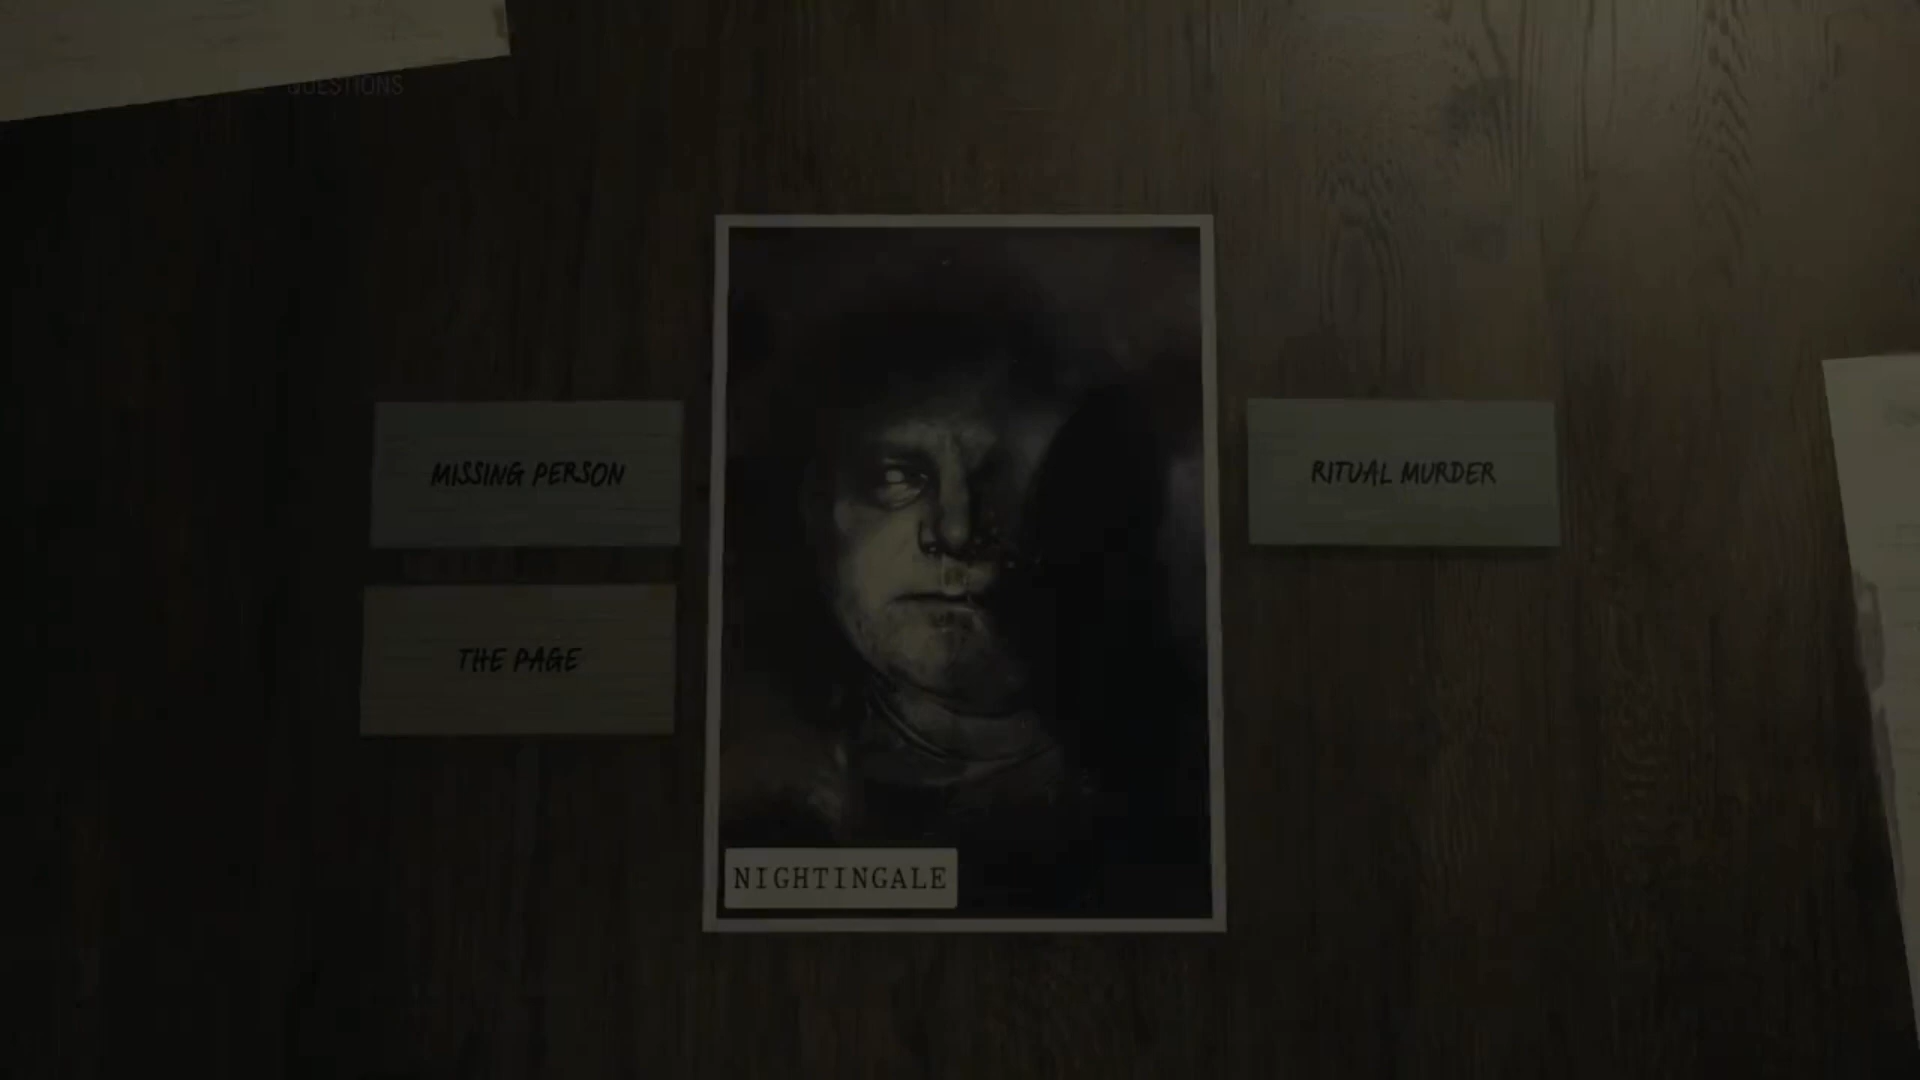 QUESTIONS
MISSING PERSON
RITUAL MURDER
THE PAGE
NIGHTINGALE